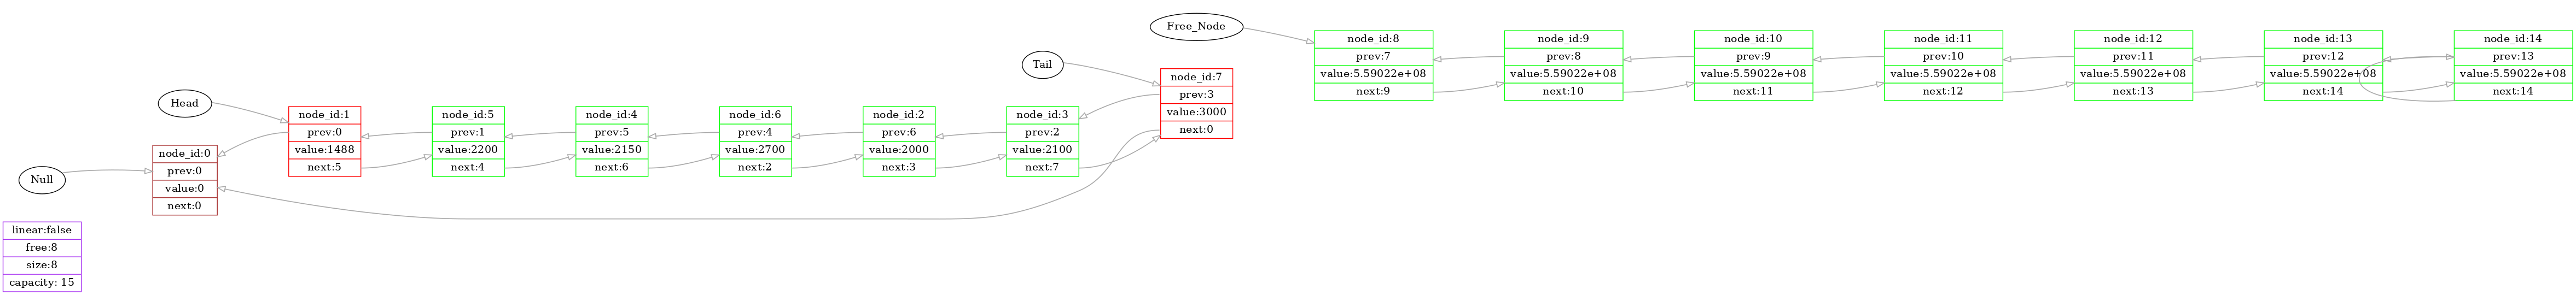 Null
linear:false
free:8
size:8
capacity: 15
Head
node_id:0
prev:0
value:0
next:0
node_id:1
prev:0
value:1488
next:5
node_id:5
prev:1
value:2200
next:4
node_id:4
prev:5
value:2150
next:6
node_id:6
prev:4
value:2700
next:2
node_id:2
prev:6
value:2000
next:3
node_id:3
prev:2
value:2100
next:7
Tail
node_id:7
prev:3
value:3000
next:0
Free_Node
node_id:8
prev:7
value:5.59022e+08
next:9
node_id:9
prev:8
value:5.59022e+08
next:10
node_id:10
prev:9
value:5.59022e+08
next:11
node_id:11
prev:10
value:5.59022e+08
next:12
node_id:12
prev:11
value:5.59022e+08
next:13
node_id:13
prev:12
value:5.59022e+08
next:14
node_id:14
prev:13
value:5.59022e+08
next:14